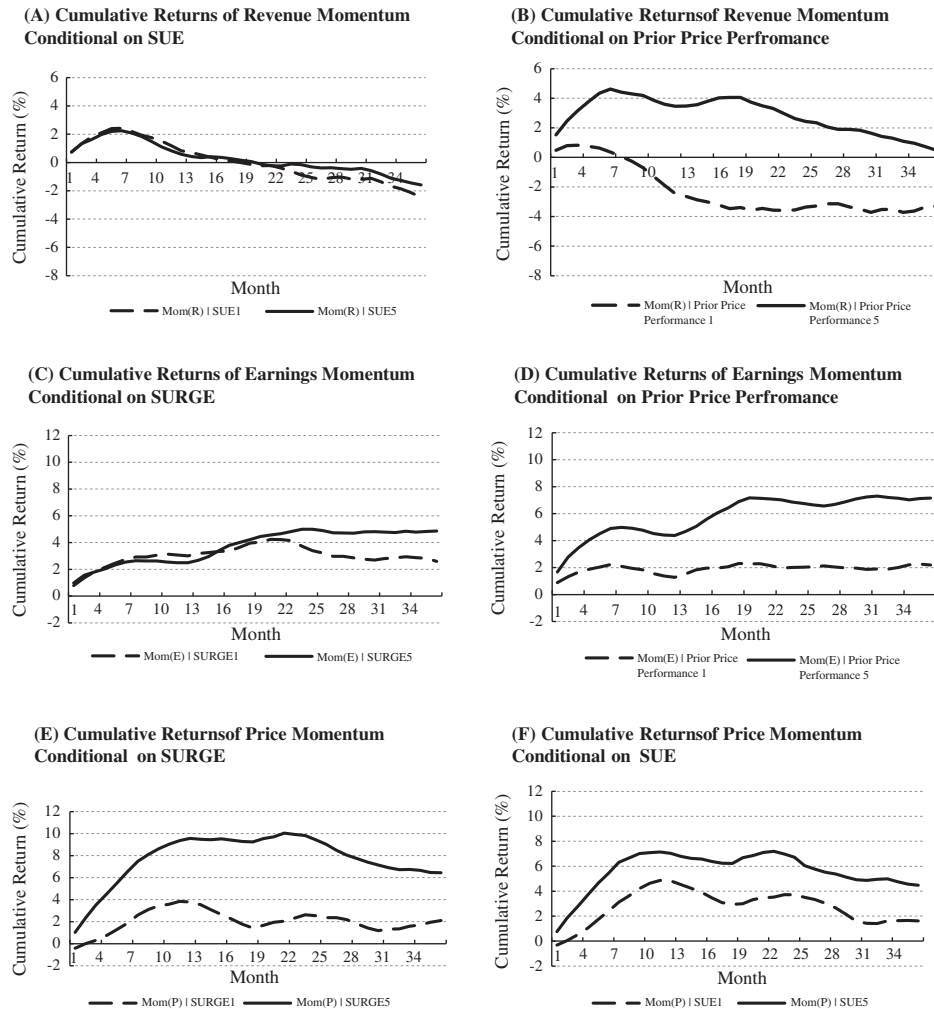 (A) Cumulative Returns of Revenue Momentum
Conditional on SUE
Cumulative Return (%)
6
4
2
0
-2
-4
-6
-8
1 4 7 10 13 16 19 22 25 28 31 34
Month
Mom(R) | SUE1 Mom(R) | SUE5
(B) Cumulative Returnsof Revenue Momentum
Conditional on Prior Price Perfromance
Cumulative Return (%)
6
4
2
0
-2
-4
-6
-8
1 4 7 10 13 16 19 22 25 28 31 34
Month
Mom(R) | Prior Price Performance 1
Mom(R) | Prior Price Performance 5
(C) Cumulative Returns of Earnings Momentum
Conditional on SURGE
Cumulative Return (%)
12
10
8
6
4
2
0
-2
1 4 7 10 13 16 19 22 25 28 31 34
Month
Mom(E) | SURGE1 Mom(E) | SURGE5
(D) Cumulative Returns of Earnings Momentum
Conditional on Prior Price Perfromance
Cumulative Return (%)
12
10
8
6
4
2
0
-2
1 4 7 10 13 16 19 22 25 28 31 34
Month
Mom(E) | Prior Price Performance 1
Mom(E) | Prior Price Performance 5
(E) Cumulative Returnsof Price Momentum
Conditional on SURGE
Cumulative Return (%)
12
10
8
6
4
2
0
-2
1 4 7 10 13 16 19 22 25 28 31 34
Month
Mom(P) | SURGE1 Mom(P) | SURGE5
(F) Cumulative Returnsof Price Momentum
Conditional on SUE
Cumulative Return (%)
12
10
8
6
4
2
0
-2
1 4 7 10 13 16 19 22 25 28 31 34
Month
Mom(P) | SUE1 Mom(P) | SUE5